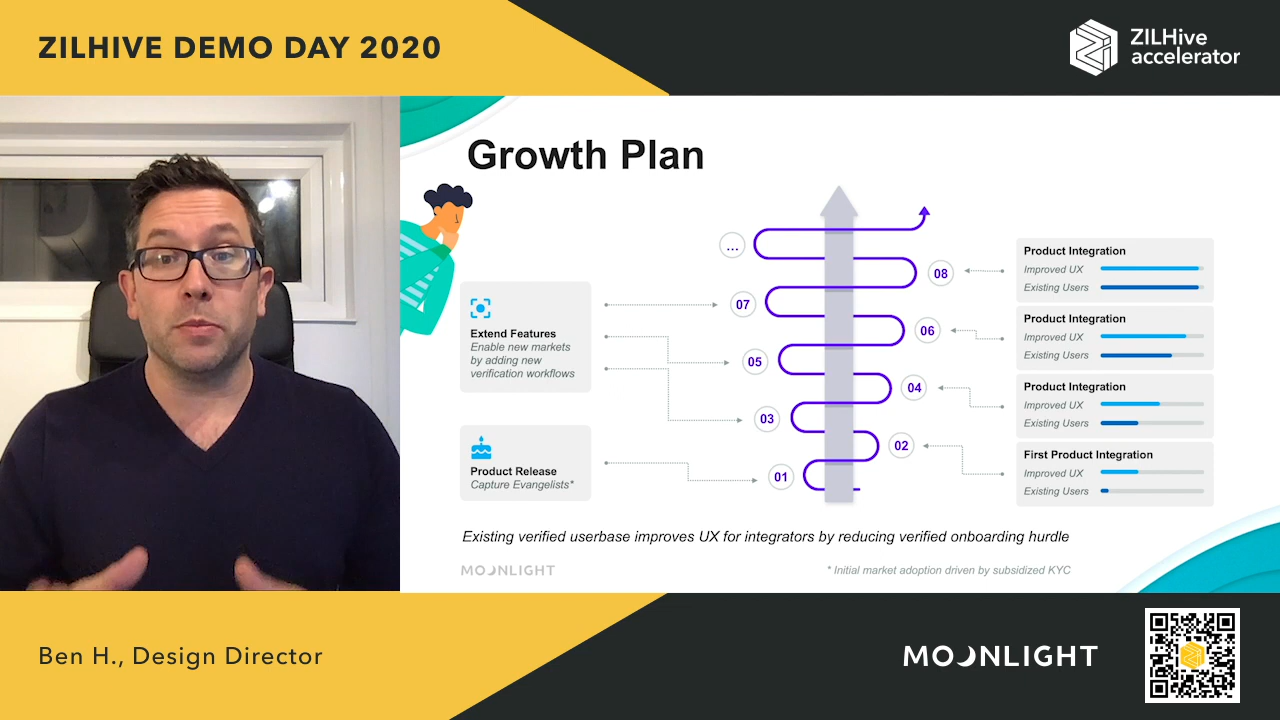 ZILHIVE DEMO DAY 2020
ZILHive
accelerator
Growth Plan
...
08
07
06
05
04
03
02
01
Extend Features
Enable new markets
by adding new
verification workflows
Product Release
Capture Evangelists*
Product Integration
Improved UX
Existing Users
Product Integration
Improved UX
Existing Users
Product Integration
Improved UX
Existing Users
First Product Integration
Improved UX
Existing Users
Existing verified userbase improves UX for integrators by reducing verified onboarding hurdle
MOONLIGHT
* Initial market adoption driven by subsidized KYC
Ben H., Design Director
MOONLIGHT